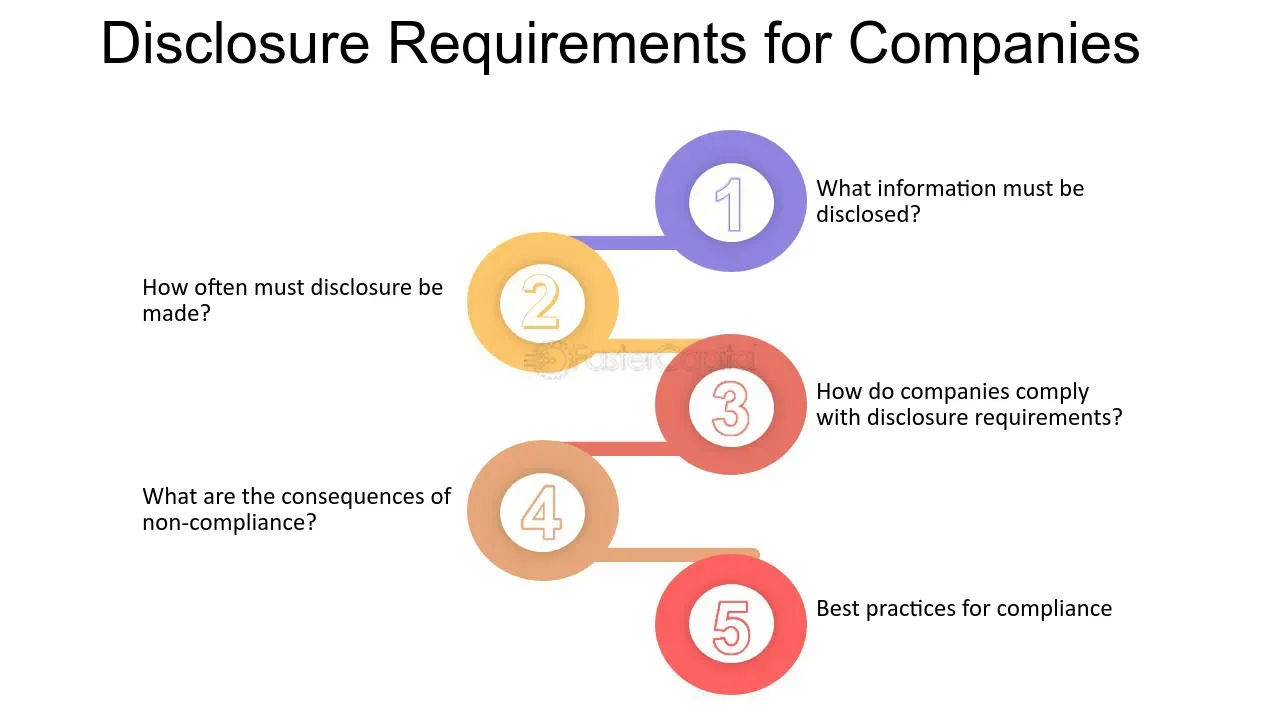 Disclosure Requirements for Companies
1
What information must be
disclosed?
2
How often must disclosure be
made?
FasterCapital
3
How do companies comply
with disclosure requirements?
4
What are the consequences of
non-compliance?
5
Best practices for compliance